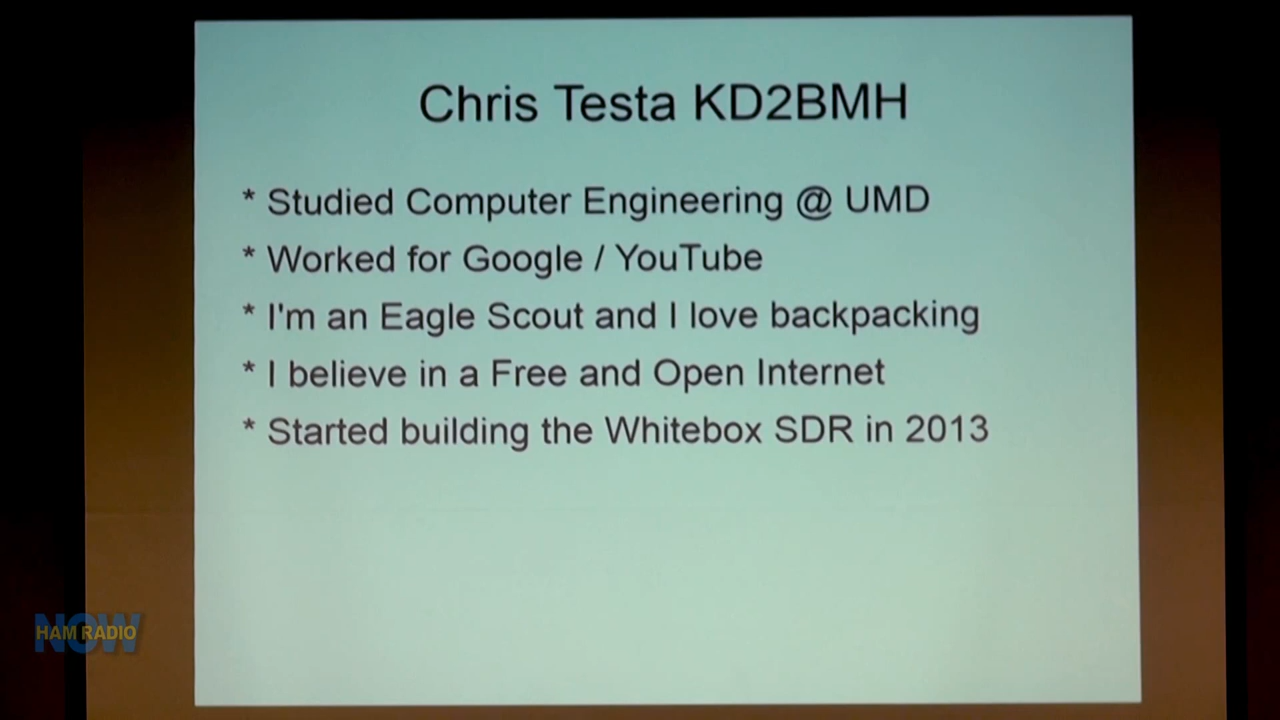 Chris Testa KD2BMH
* Studied Computer Engineering @ UMD
* Worked for Google / YouTube
* I'm an Eagle Scout and I love backpacking
* I believe in a Free and Open Internet
* Started building the Whitebox SDR in 2013
NOW
HAM RADIO